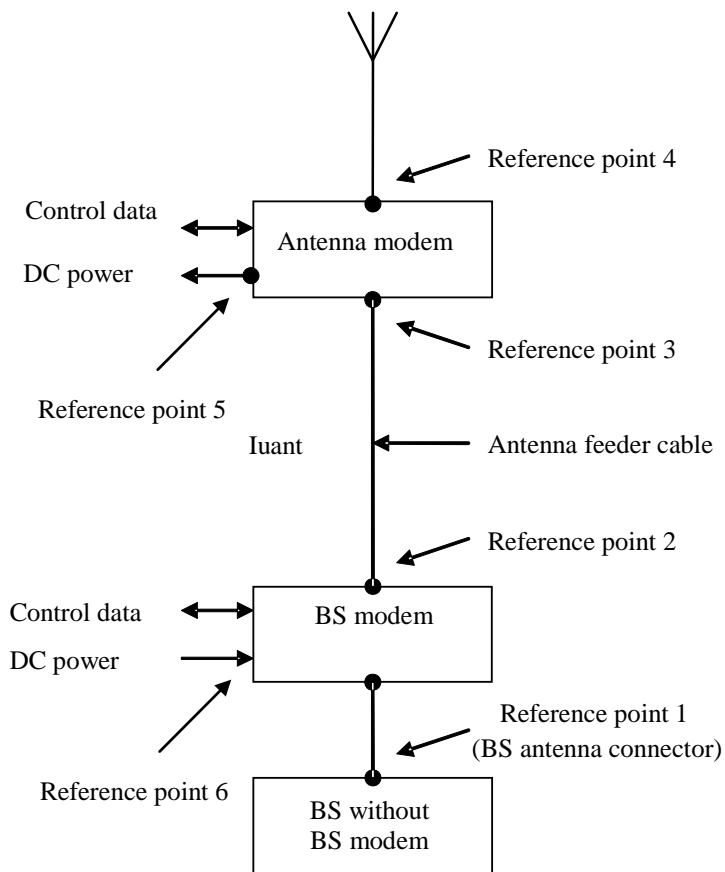 Reference point 4
Control data
Antenna modem
DC power
Reference point 3
Reference point 5
Iuant
Antenna feeder cable
Reference point 2
Control data
BS modem
DC power
Reference point 1
(BS antenna connector)
Reference point 6
BS without
BS modem